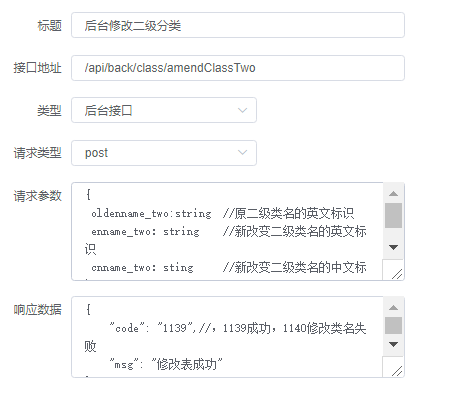 标题 后台修改二级分类
接口地址 /api/back/class/amendClassTwo
类型 后台接口
请求类型 post
请求参数 {
oldenname_two:string //原二级类名的英文标识
enname_two: string //新改变二级类名的英文标
识
cnname_two: sting //新改变二级类名的中文标
响应数据 {
"code": "1139",//, 1139成功, 1140修改类名失
败
"msg": "修改表成功"